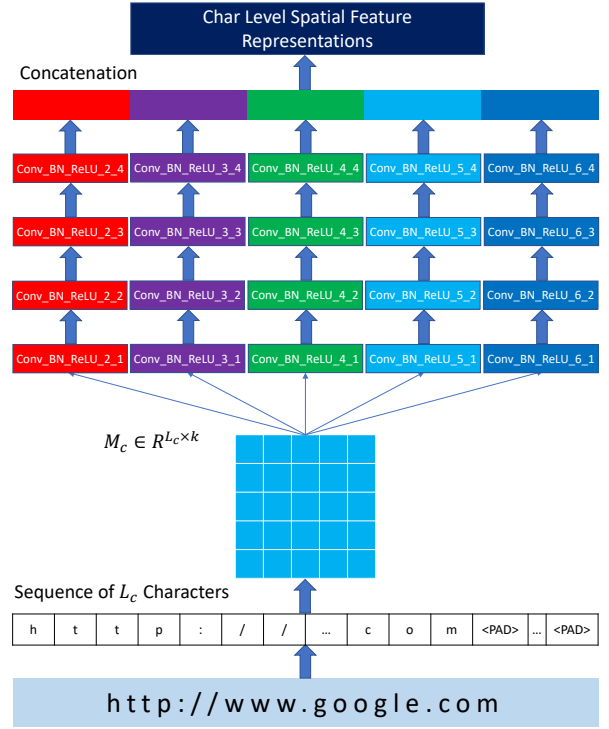 Char Level Spatial Feature
Representations
Concatenation
Conv_BN_ReLU_2_4 Conv_BN_ReLU_3_4 Conv_BN_ReLU_4_4 Conv_BN_ReLU_5_4 Conv_BN_ReLU_6_4
Conv_BN_ReLU_2_3 Conv_BN_ReLU_3_3 Conv_BN_ReLU_4_3 Conv_BN_ReLU_5_3 Conv_BN_ReLU_6_3
Conv_BN_ReLU_2_2 Conv_BN_ReLU_3_2 Conv_BN_ReLU_4_2 Conv_BN_ReLU_5_2 Conv_BN_ReLU_6_2
Conv_BN_ReLU_2_1 Conv_BN_ReLU_3_1 Conv_BN_ReLU_4_1 Conv_BN_ReLU_5_1 Conv_BN_ReLU_6_1
$M_c \in R^{L_c \times k}$
Sequence of $L_c$ Characters
h t t p : / / ... c o m <PAD> ... <PAD>
http://www.google.com